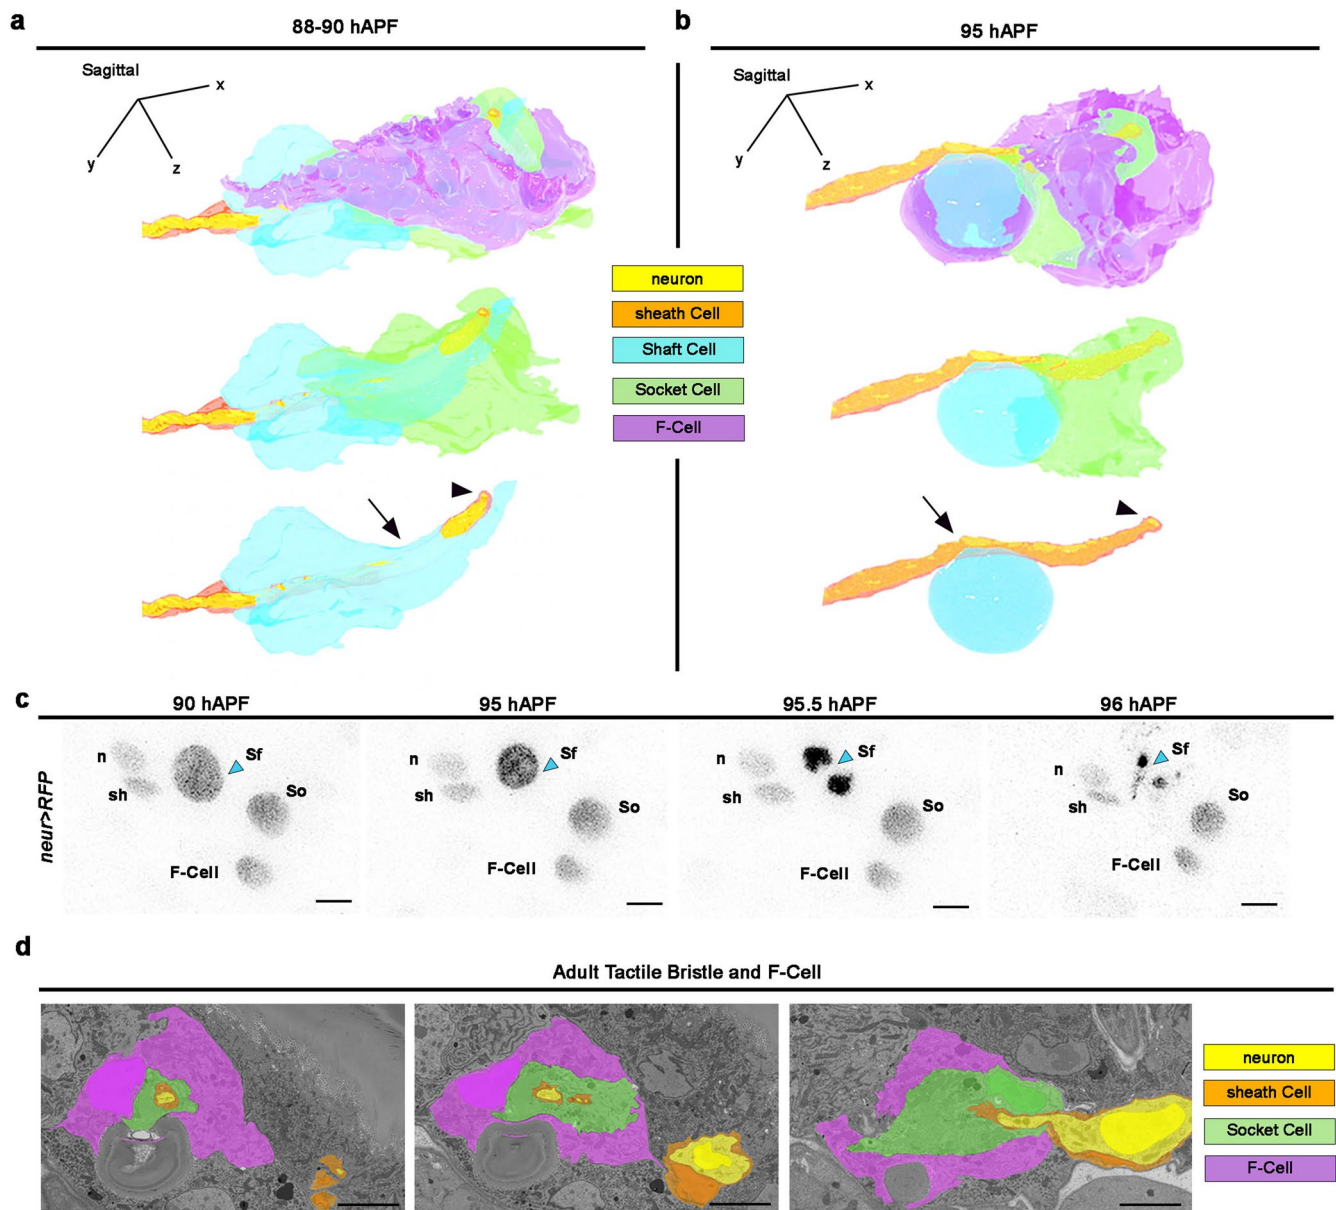 a
88-90 hAPF
b
95 hAPF
Sagittal
x
y
z
Sagittal
x
y
z
neuron
sheath Cell
Shaft Cell
Socket Cell
F-Cell
c
90 hAPF
95 hAPF
95.5 hAPF
96 hAPF
neur>RFP
n
sh
Sf
So
F-Cell
n
sh
Sf
So
F-Cell
n
sh
Sf
So
F-Cell
n
sh
Sf
So
F-Cell
d
Adult Tactile Bristle and F-Cell
neuron
sheath Cell
Socket Cell
F-Cell